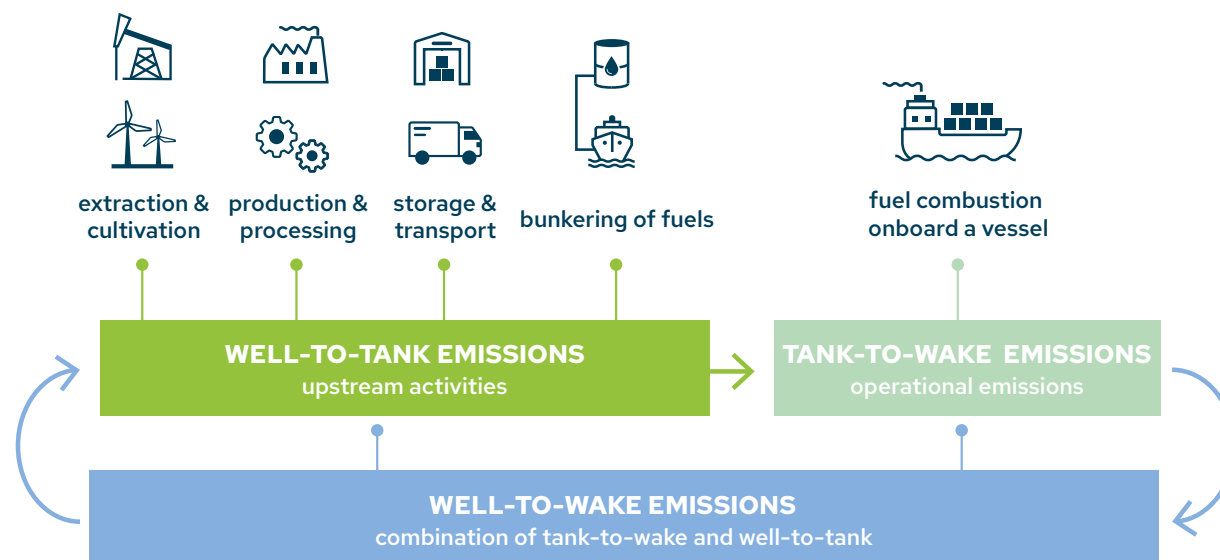 extraction &
cultivation
production &
processing
storage &
transport
bunkering of fuels
fuel combustion
onboard a vessel
WELL-TO-TANK EMISSIONS
upstream activities
TANK-TO-WAKE EMISSIONS
operational emissions
WELL-TO-WAKE EMISSIONS
combination of tank-to-wake and well-to-tank